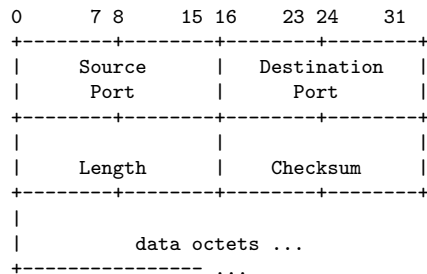 0      7 8     15 16    23 24    31
+--------+--------+--------+--------+
|     Source      |   Destination   |
|      Port       |      Port       |
+--------+--------+--------+--------+
|                 |                 |
|     Length      |    Checksum     |
+--------+--------+--------+--------+
|
|          data octets ...
+---------------- ...